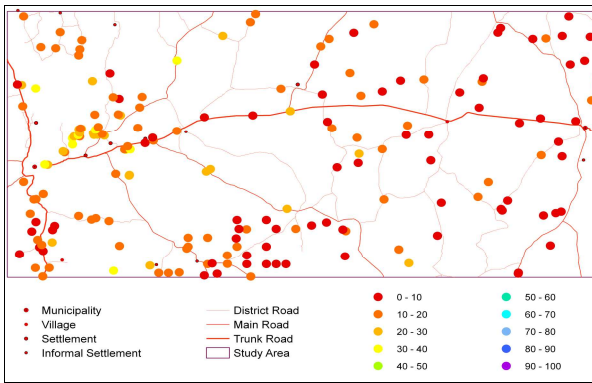 Municipality
Village
Settlement
Informal Settlement
District Road
Main Road
Trunk Road
Study Area
0 - 10
10 - 20
20 - 30
30 - 40
40 - 50
50 - 60
60 - 70
70 - 80
80 - 90
90 - 100